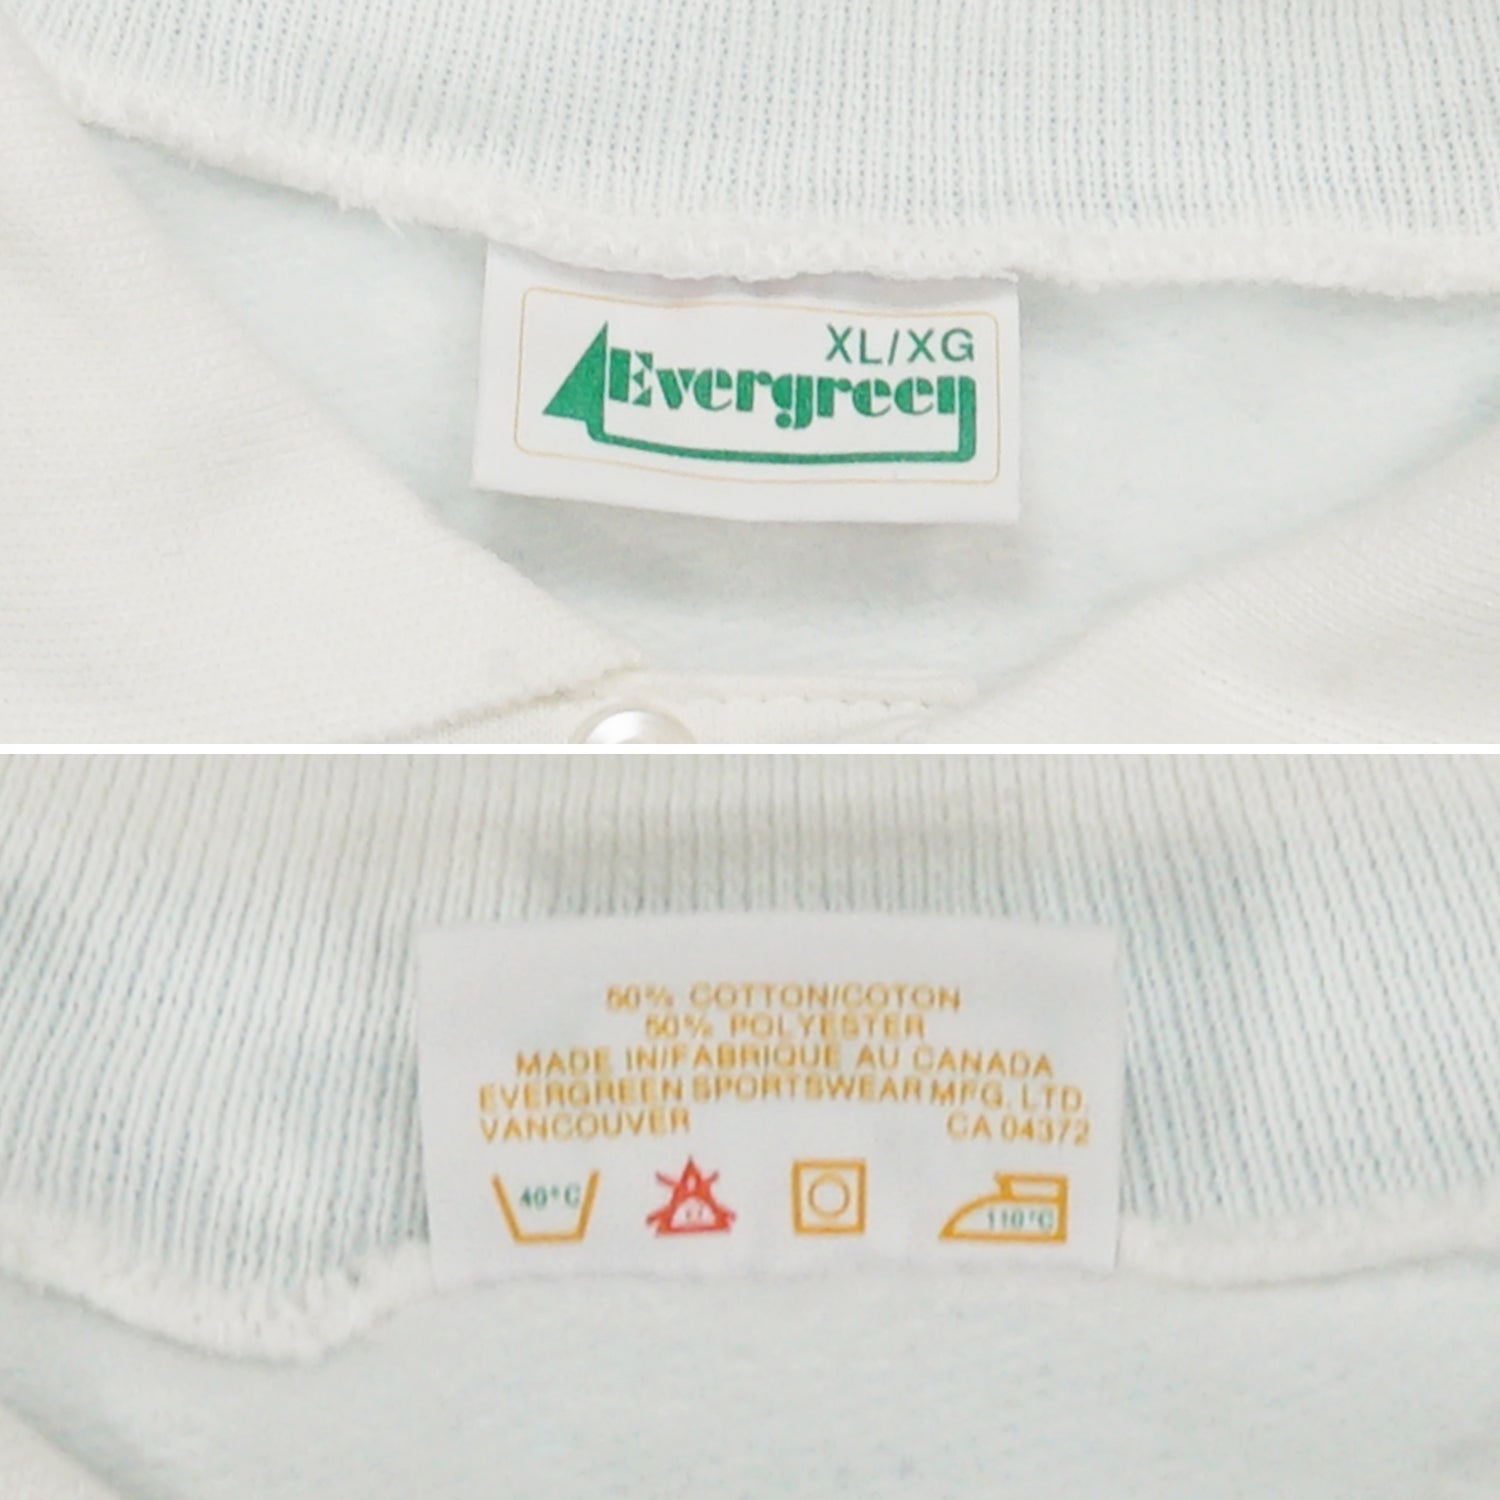 XL/XG
Evergreen
50% COTTON/COTON
50% POLYESTER
MADE IN/FABRIQUE AU CANADA
EVERGREEN SPORTSWEAR MFG. LTD.
VANCOUVER CA 04372
40°C 110°C